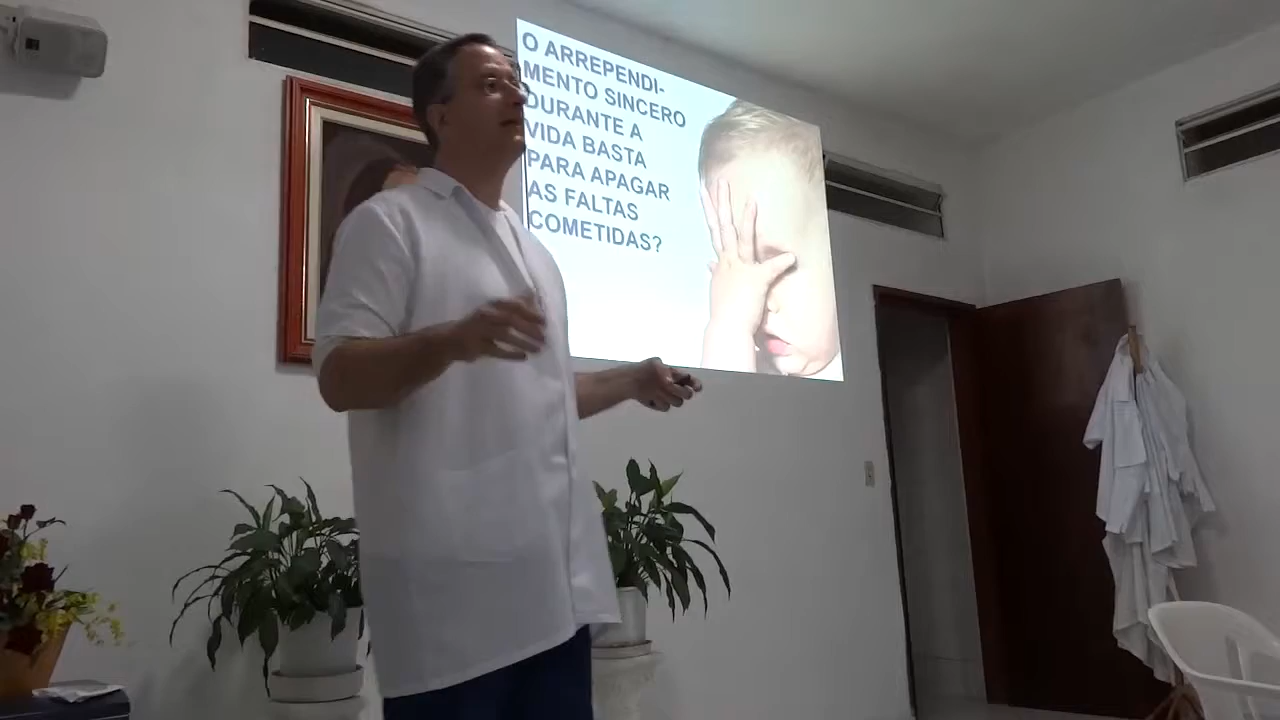 O ARREPENDI-
MENTO SINCERO
DURANTE A
VIDA BASTA
PARA APAGAR
AS FALTAS
COMETIDAS?